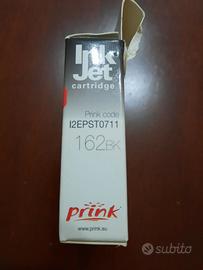 Ink
Jet
cartridge
Prink code
I2EPST0711
162BK
prink
www.prink.eu
subito